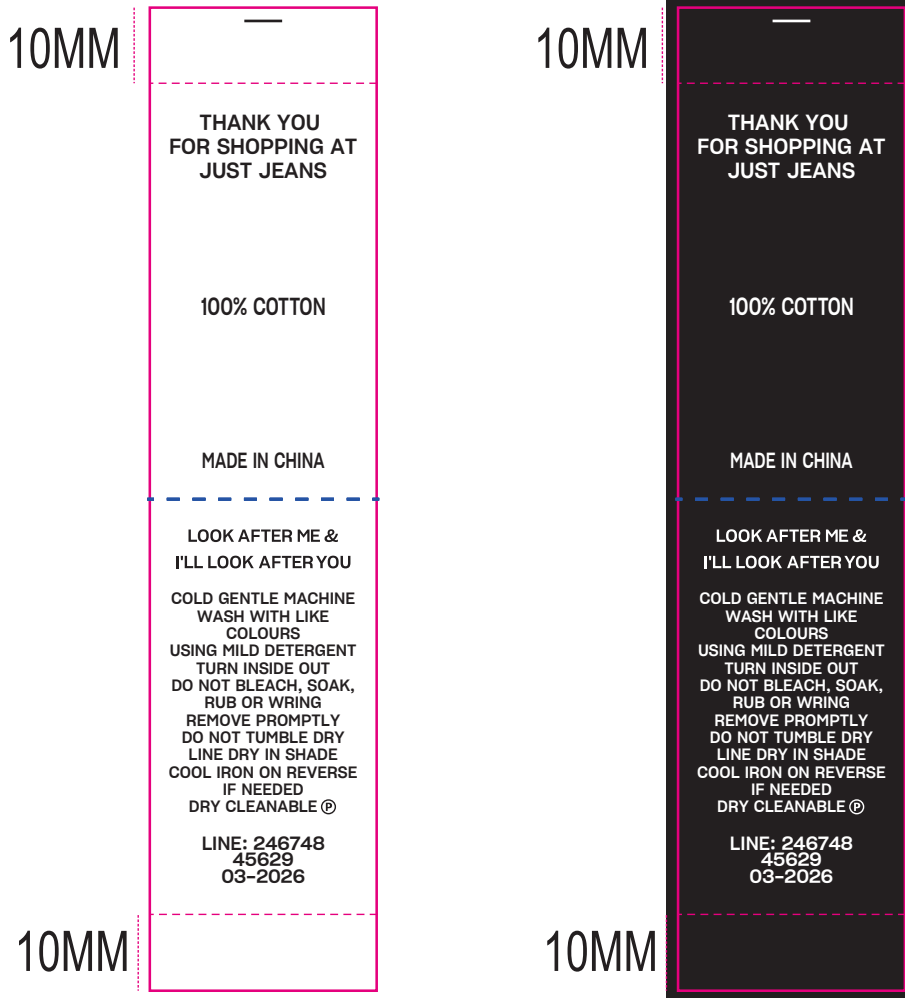 10MM
THANK YOU
FOR SHOPPING AT
JUST JEANS
100% COTTON
MADE IN CHINA
LOOK AFTER ME &
I'LL LOOK AFTER YOU
COLD GENTLE MACHINE
WASH WITH LIKE
COLOURS
USING MILD DETERGENT
TURN INSIDE OUT
DO NOT BLEACH, SOAK,
RUB OR WRING
REMOVE PROMPTLY
DO NOT TUMBLE DRY
LINE DRY IN SHADE
COOL IRON ON REVERSE
IF NEEDED
DRY CLEANABLE Ⓟ
LINE: 246748
45629
03-2026
10MM
10MM
THANK YOU
FOR SHOPPING AT
JUST JEANS
100% COTTON
MADE IN CHINA
LOOK AFTER ME &
I'LL LOOK AFTER YOU
COLD GENTLE MACHINE
WASH WITH LIKE
COLOURS
USING MILD DETERGENT
TURN INSIDE OUT
DO NOT BLEACH, SOAK,
RUB OR WRING
REMOVE PROMPTLY
DO NOT TUMBLE DRY
LINE DRY IN SHADE
COOL IRON ON REVERSE
IF NEEDED
DRY CLEANABLE Ⓟ
LINE: 246748
45629
03-2026
10MM